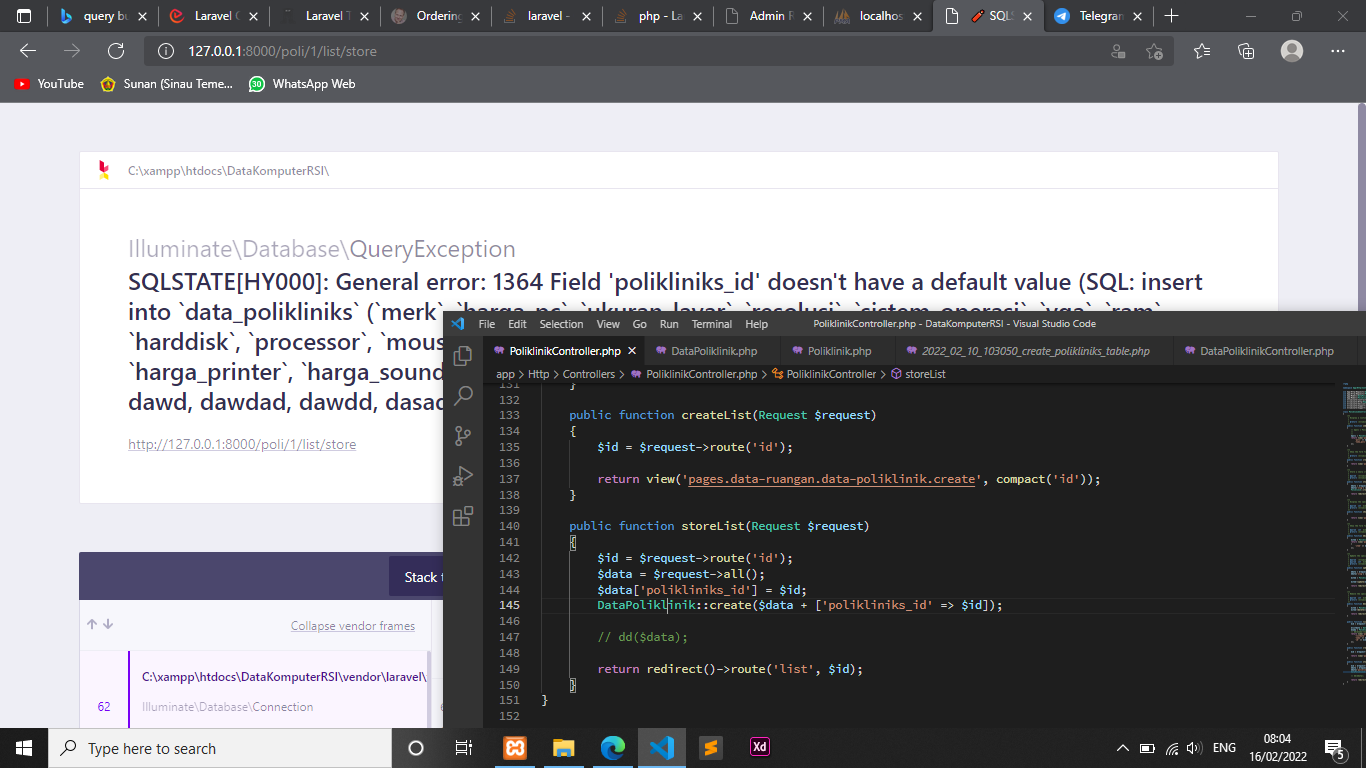 query bu
Laravel C
Laravel T
Ordering
laravel -
php - La
Admin R
localhos
SQLS
Telegran
127.0.0.1:8000/poli/1/list/store
YouTube
Sunan (Sinau Teme...
30
WhatsApp Web
C:\xampp\htdocs\DataKomputerRSI\
Illuminate\Database\QueryException
SQLSTATE[HY000]: General error: 1364 Field 'polikliniks_id' doesn't have a default value (SQL: insert
into `data_polikliniks` (`merk`, `harga_pc`, `ukuran_layar`, `resolusi`, `sistem_operasi`, `vga`, `ram`,
`harddisk`, `processor`, `mous
`harga_printer`, `harga_sound
dawd, dawdad, dawdd, dasad
http://127.0.0.1:8000/poli/1/list/store
Stack t
Collapse vendor frames
C:\xampp\htdocs\DataKomputerRSI\vendor\laravel\
62
Illuminate\Database\Connection
File Edit Selection View Go Run Terminal Help
PoliklinikController.php - DataKomputerRSI - Visual Studio Code
PoliklinikController.php
DataPoliklinik.php
Poliklinik.php
2022_02_10_103050_create_polikliniks_table.php
DataPoliklinikController.php
app > Http > Controllers > PoliklinikController.php > PoliklinikController > storeList
131 }
132
133 public function createList(Request $request)
134 {
135 $id = $request->route('id');
136
137 return view('pages.data-ruangan.data-poliklinik.create', compact('id'));
138 }
139
140 public function storeList(Request $request)
141 {
142 $id = $request->route('id');
143 $data = $request->all();
144 $data['polikliniks_id'] = $id;
145 DataPoliklinik::create($data + ['polikliniks_id' => $id]);
146
147 // dd($data);
148
149 return redirect()->route('list', $id);
150 }
151 }
152
Type here to search
Xd
ENG
08:04
16/02/2022
5